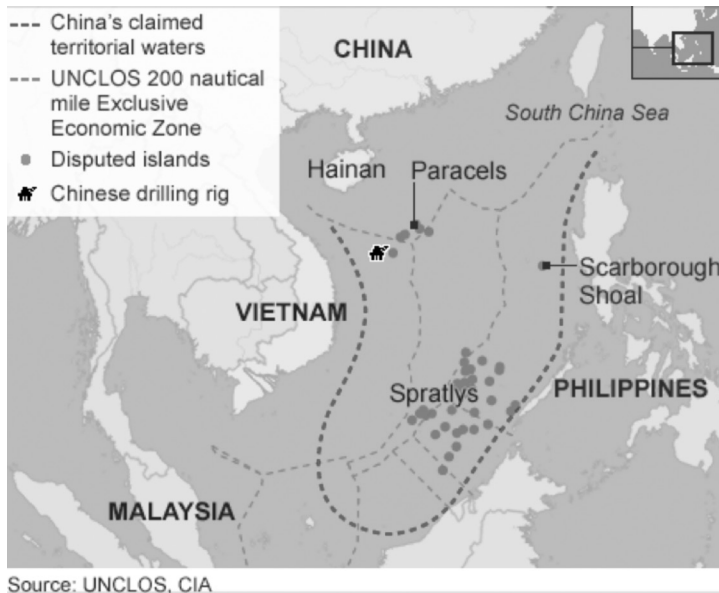 China's claimed
territorial waters
UNCLOS 200 nautical
mile Exclusive
Economic Zone
Disputed islands
Chinese drilling rig
CHINA
South China Sea
Hainan
Paracels
Scarborough
Shoal
VIETNAM
Spratlys
PHILIPPINES
MALAYSIA
Source: UNCLOS, CIA